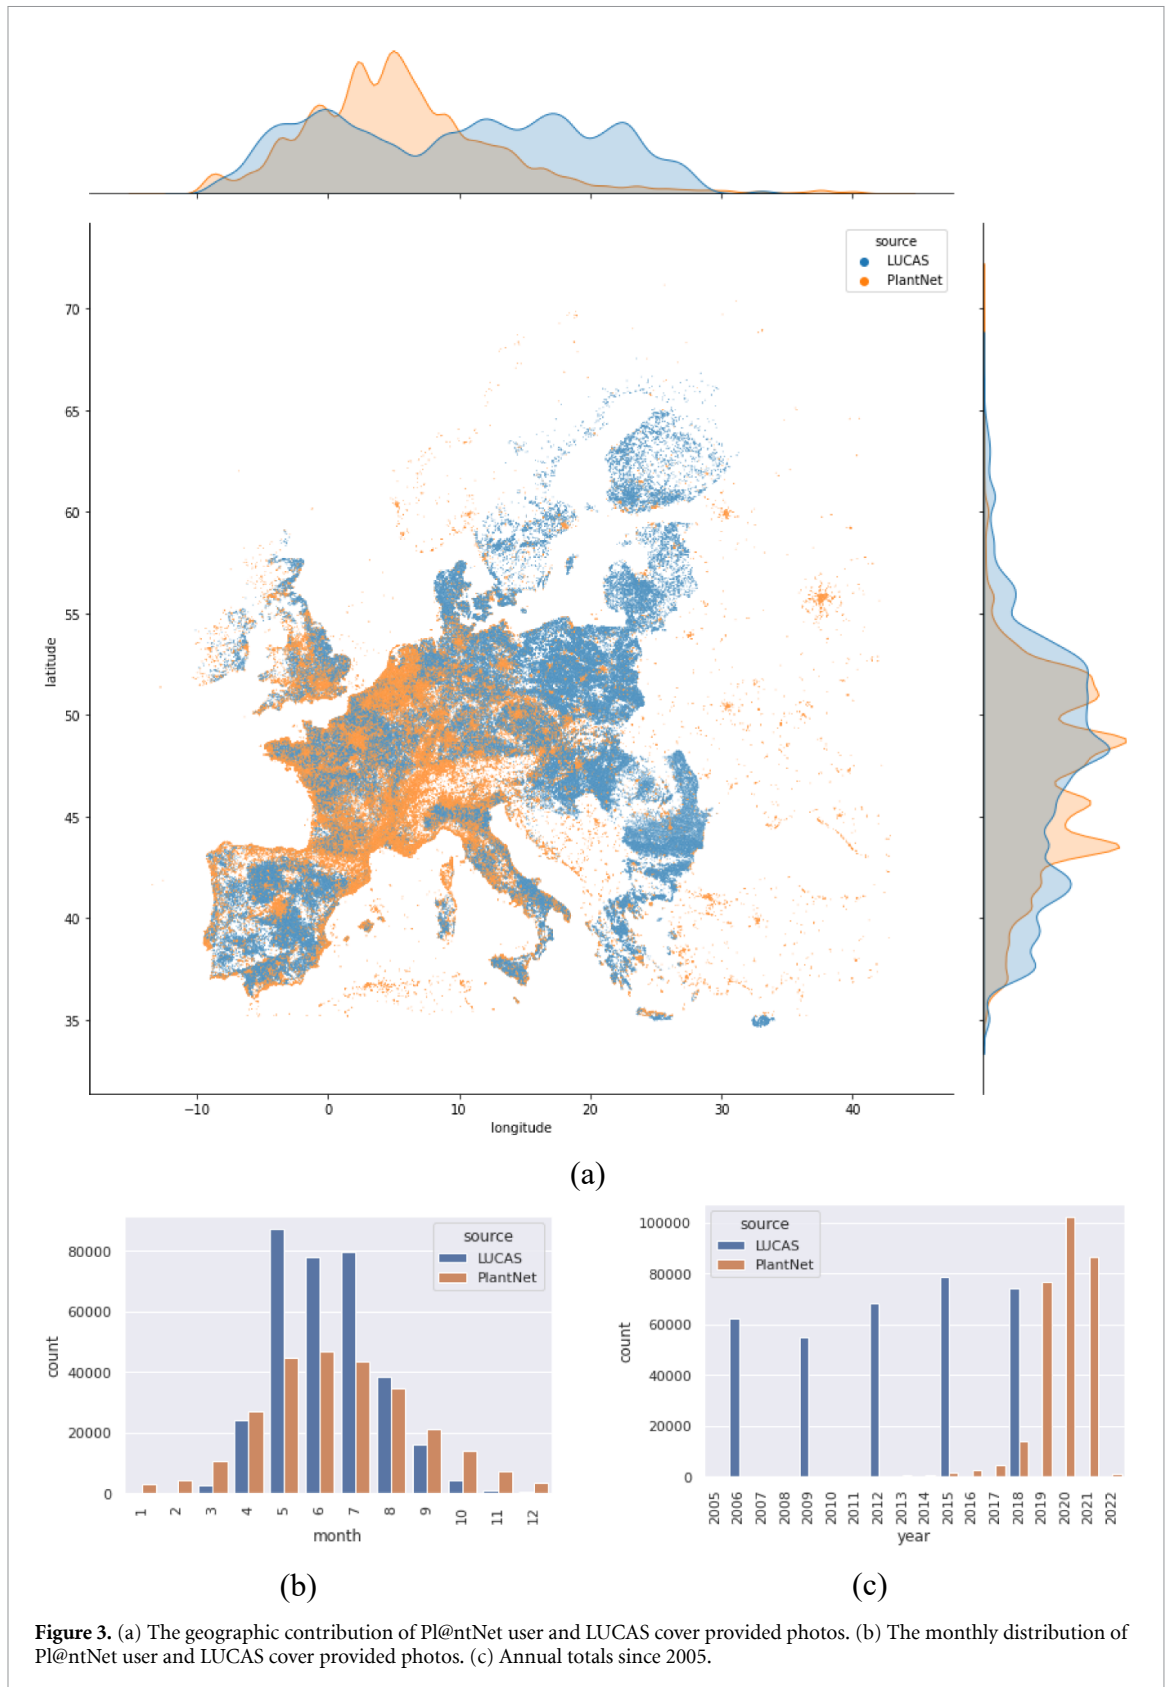 source
LUCAS
PlantNet
70
65
60
55
50
45
40
35
latitude
−10 0 10 20 30 40
longitude
(a)
source
LUCAS
PlantNet
80000
60000
40000
20000
0
count
1 2 3 4 5 6 7 8 9 10 11 12
month
(b)
source
LUCAS
PlantNet
100000
80000
60000
40000
20000
0
count
2005 2006 2007 2008 2009 2010 2011 2012 2013 2014 2015 2016 2017 2018 2019 2020 2021 2022
year
(c)
Figure 3. (a) The geographic contribution of Pl@ntNet user and LUCAS cover provided photos. (b) The monthly distribution of
Pl@ntNet user and LUCAS cover provided photos. (c) Annual totals since 2005.